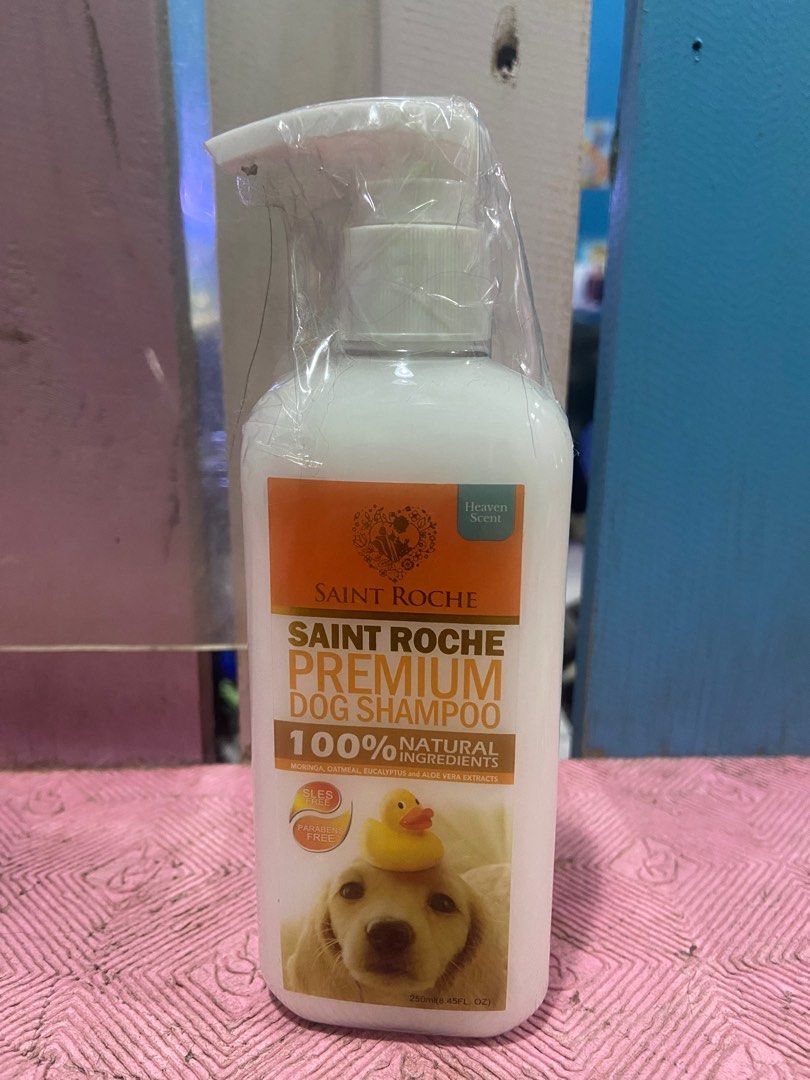 Heaven
Scent
SAINT ROCHE
SAINT ROCHE
PREMIUM
DOG SHAMPOO
100% NATURAL
INGREDIENTS
MORINGA, OATMEAL, EUCALYPTUS and ALOE VERA EXTRACTS
SLES
FREE
PARABENS
FREE
250ml(8.45FL. OZ)